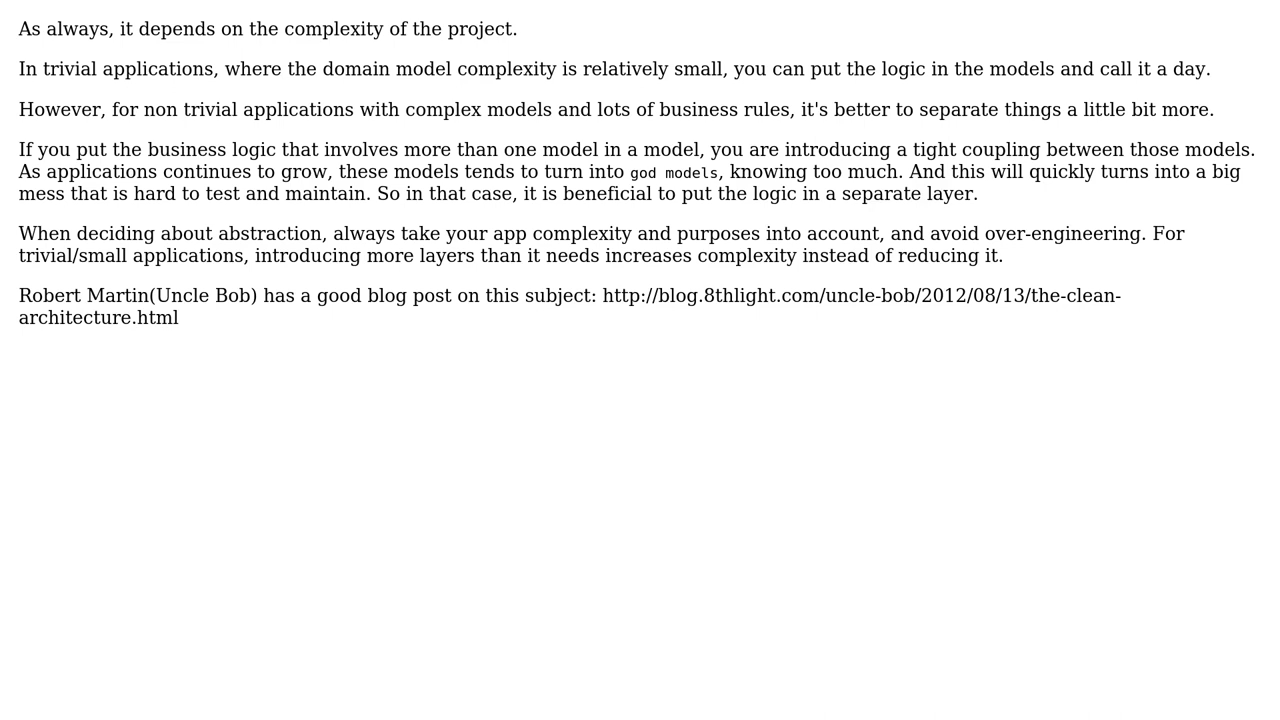 As always, it depends on the complexity of the project.
In trivial applications, where the domain model complexity is relatively small, you can put the logic in the models and call it a day.
However, for non trivial applications with complex models and lots of business rules, it's better to separate things a little bit more.
If you put the business logic that involves more than one model in a model, you are introducing a tight coupling between those models.
As applications continues to grow, these models tends to turn into god models, knowing too much. And this will quickly turns into a big
mess that is hard to test and maintain. So in that case, it is beneficial to put the logic in a separate layer.
When deciding about abstraction, always take your app complexity and purposes into account, and avoid over-engineering. For
trivial/small applications, introducing more layers than it needs increases complexity instead of reducing it.
Robert Martin(Uncle Bob) has a good blog post on this subject: http://blog.8thlight.com/uncle-bob/2012/08/13/the-clean-
architecture.html